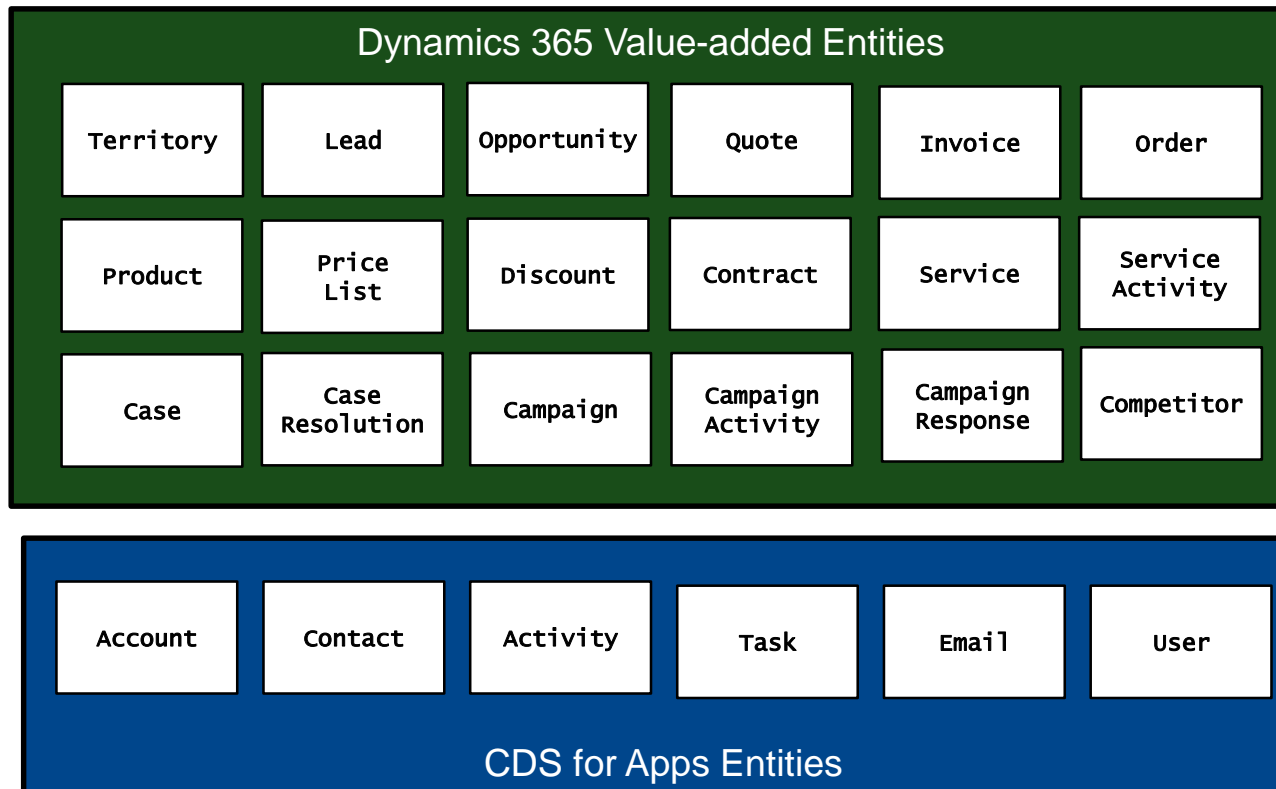 Dynamics 365 Value-added Entities
Territory
Lead
Opportunity
Quote
Invoice
Order
Product
Price
List
Discount
Contract
Service
Service
Activity
Case
Case
Resolution
Campaign
Campaign
Activity
Campaign
Response
Competitor
Account
Contact
Activity
Task
Email
User
CDS for Apps Entities